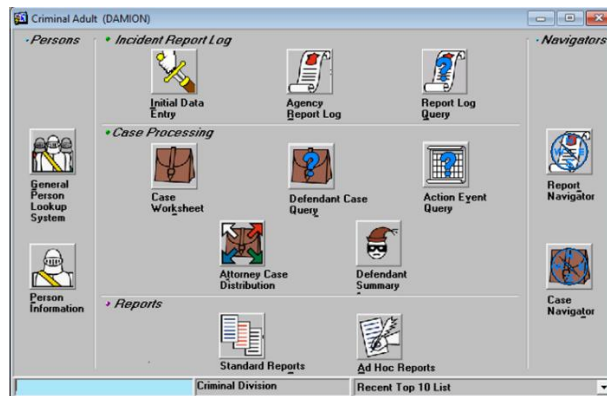 Criminal Adult (DAMION)
Persons
Incident Report Log
Navigators
Initial Data
Entry
Agency
Report Log
Report Log
Query
Case Processing
General
Person
Lookup
System
Case
Worksheet
Defendant Case
Query
Action Event
Query
Report
Navigator
Attorney Case
Distribution
Defendant
Summary
Person
Information
Case
Navigator
Reports
Standard Reports
Ad Hoc Reports
Criminal Division
Recent Top 10 List